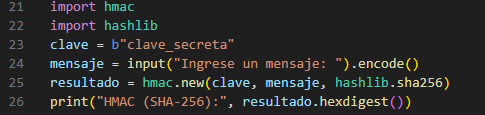 21 import hmac
22 import hashlib
23 clave = b"clave_secreta"
24 mensaje = input("Ingrese un mensaje: ").encode()
25 resultado = hmac.new(clave, mensaje, hashlib.sha256)
26 print("HMAC (SHA-256):", resultado.hexdigest())